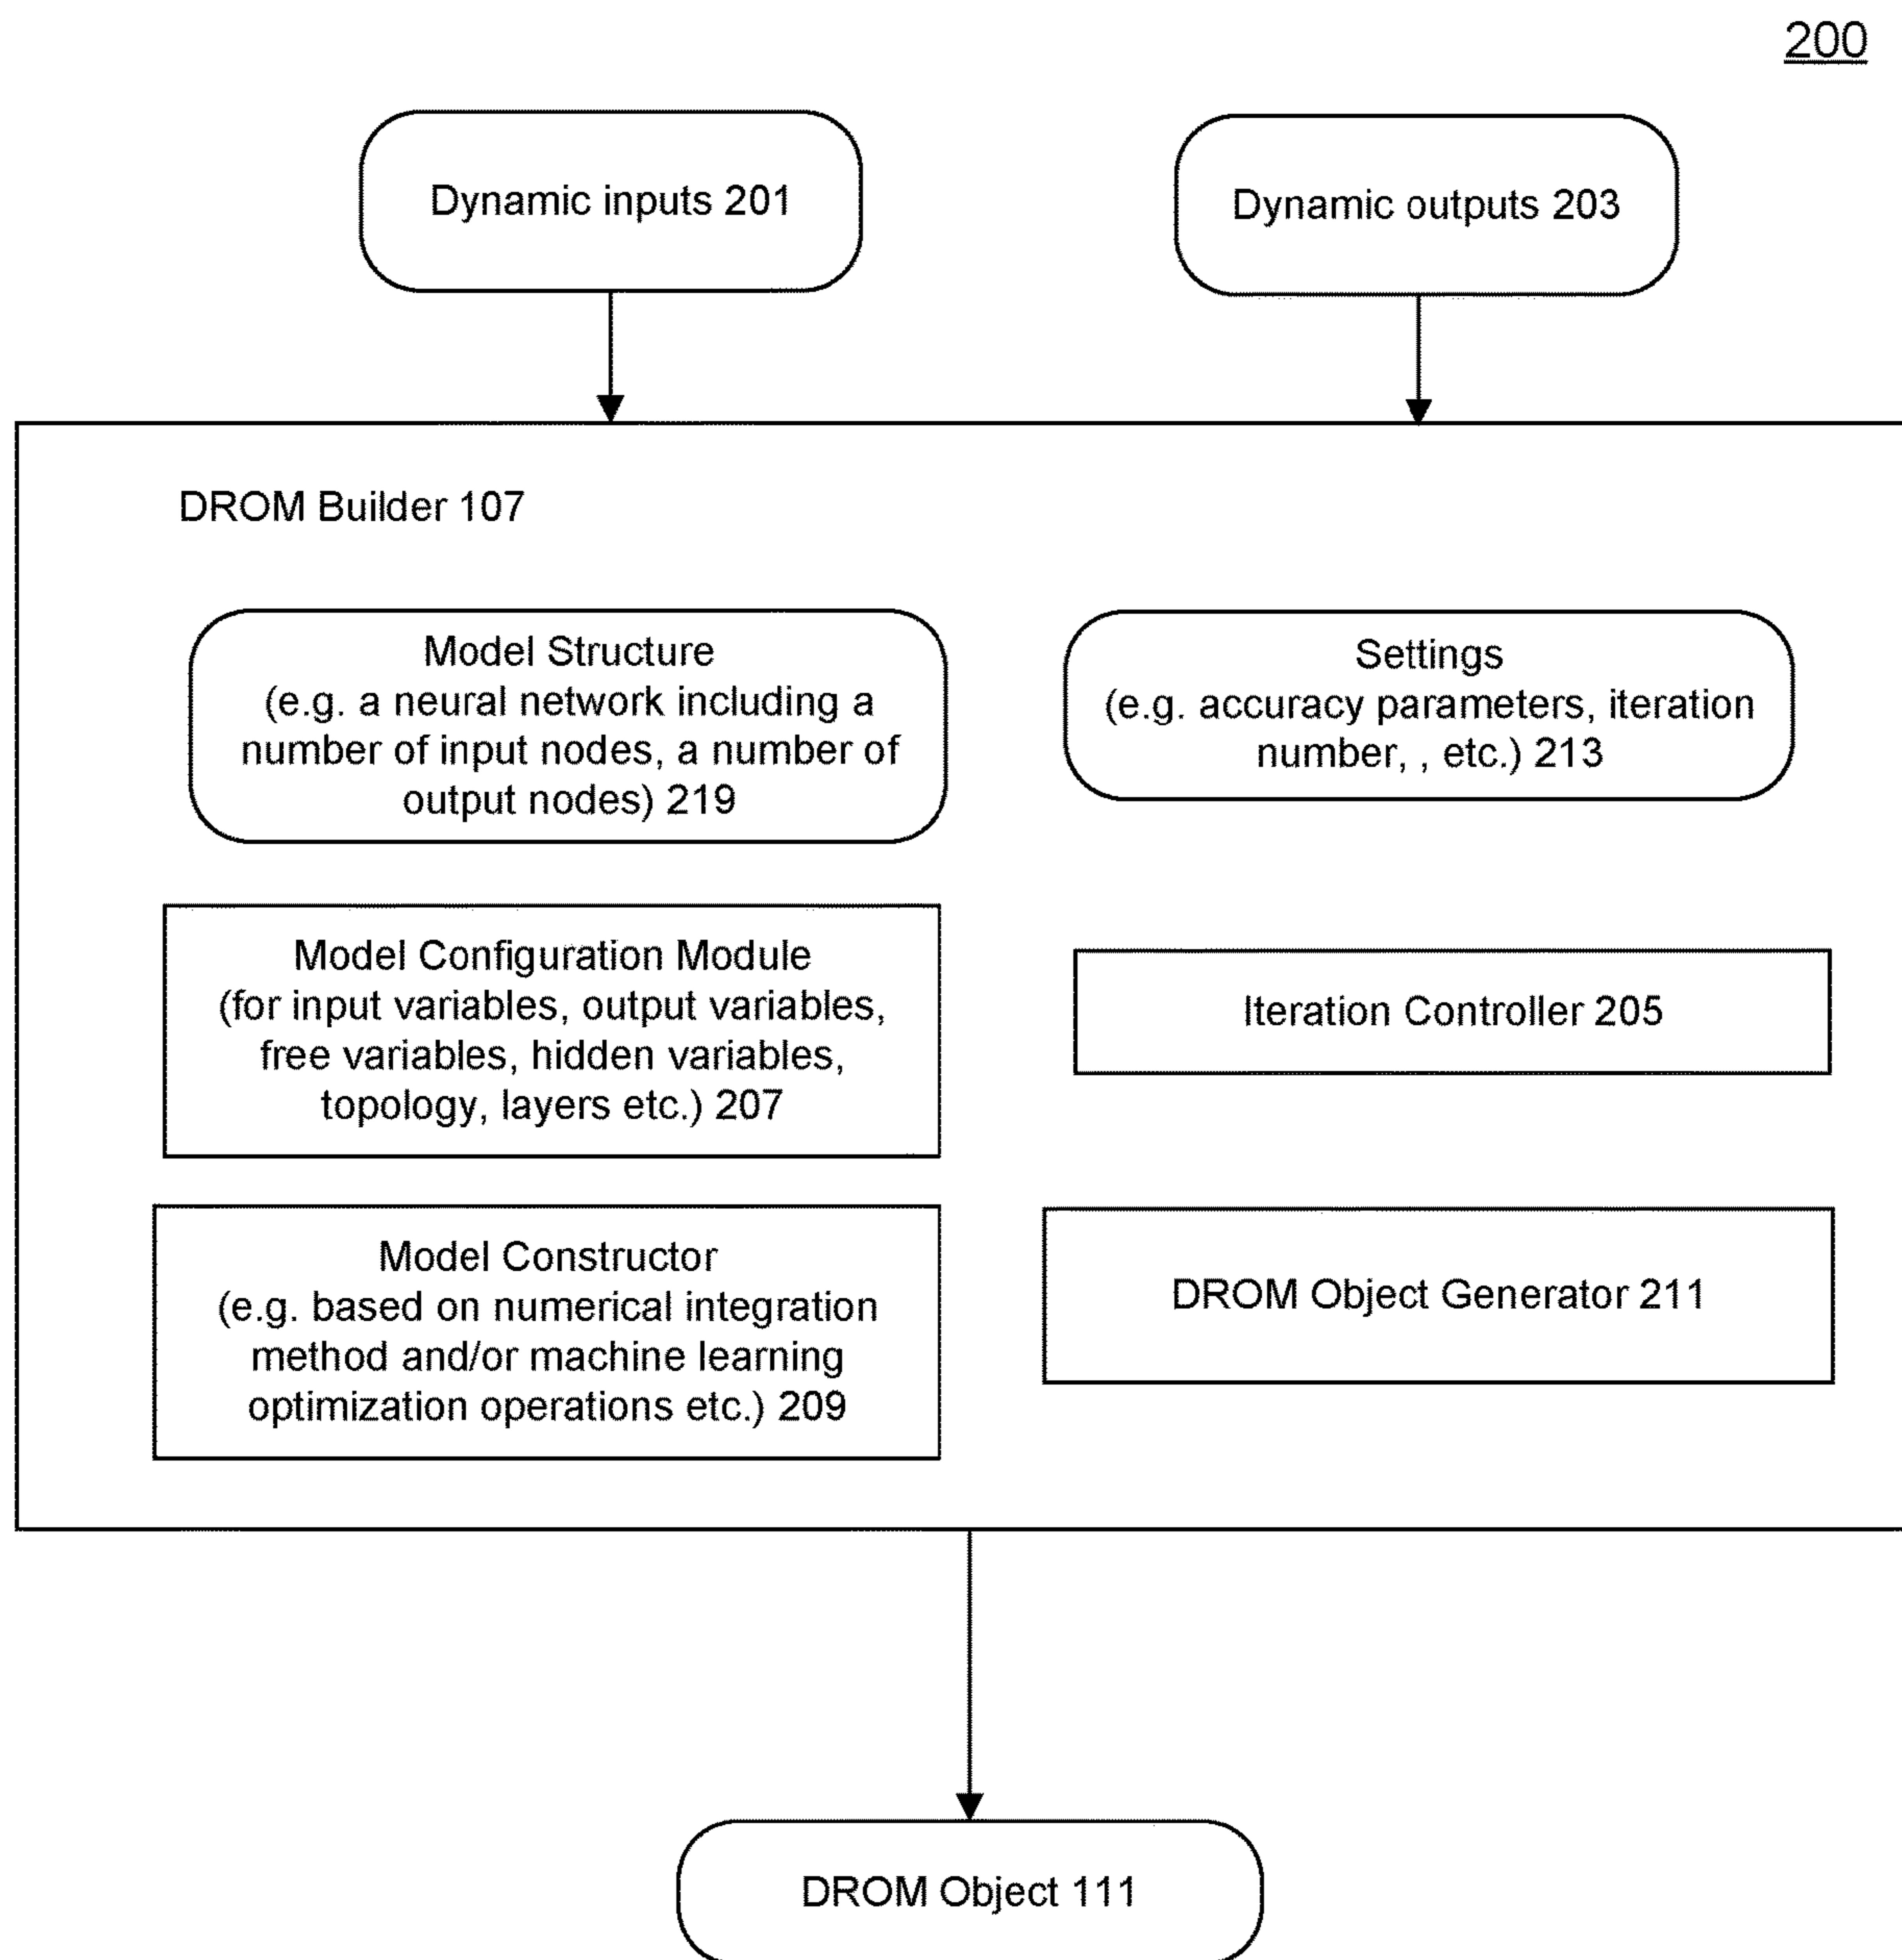 200
Dynamic inputs 201
Dynamic outputs 203
DROM Builder 107
Model Structure
(e.g. a neural network including a
number of input nodes, a number of
output nodes) 219
Settings
(e.g. accuracy parameters, iteration
number, , etc.) 213
Model Configuration Module
(for input variables, output variables,
free variables, hidden variables,
topology, layers etc.) 207
Iteration Controller 205
Model Constructor
(e.g. based on numerical integration
method and/or machine learning
optimization operations etc.) 209
DROM Object Generator 211
DROM Object 111